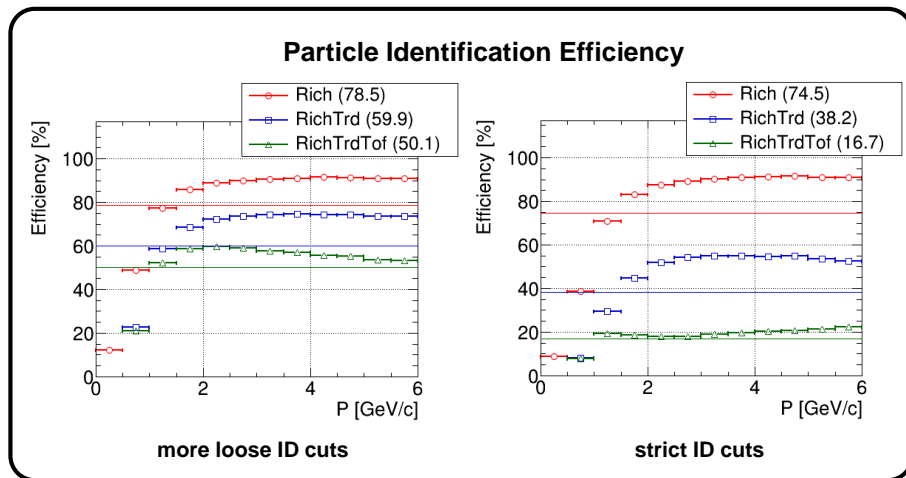 Particle Identification Efficiency
Rich (78.5)
RichTrd (59.9)
RichTrdTof (50.1)
Efficiency [%]
100
80
60
40
20
0
0
2
4
6
P [GeV/c]
more loose ID cuts
Rich (74.5)
RichTrd (38.2)
RichTrdTof (16.7)
Efficiency [%]
100
80
60
40
20
0
0
2
4
6
P [GeV/c]
strict ID cuts